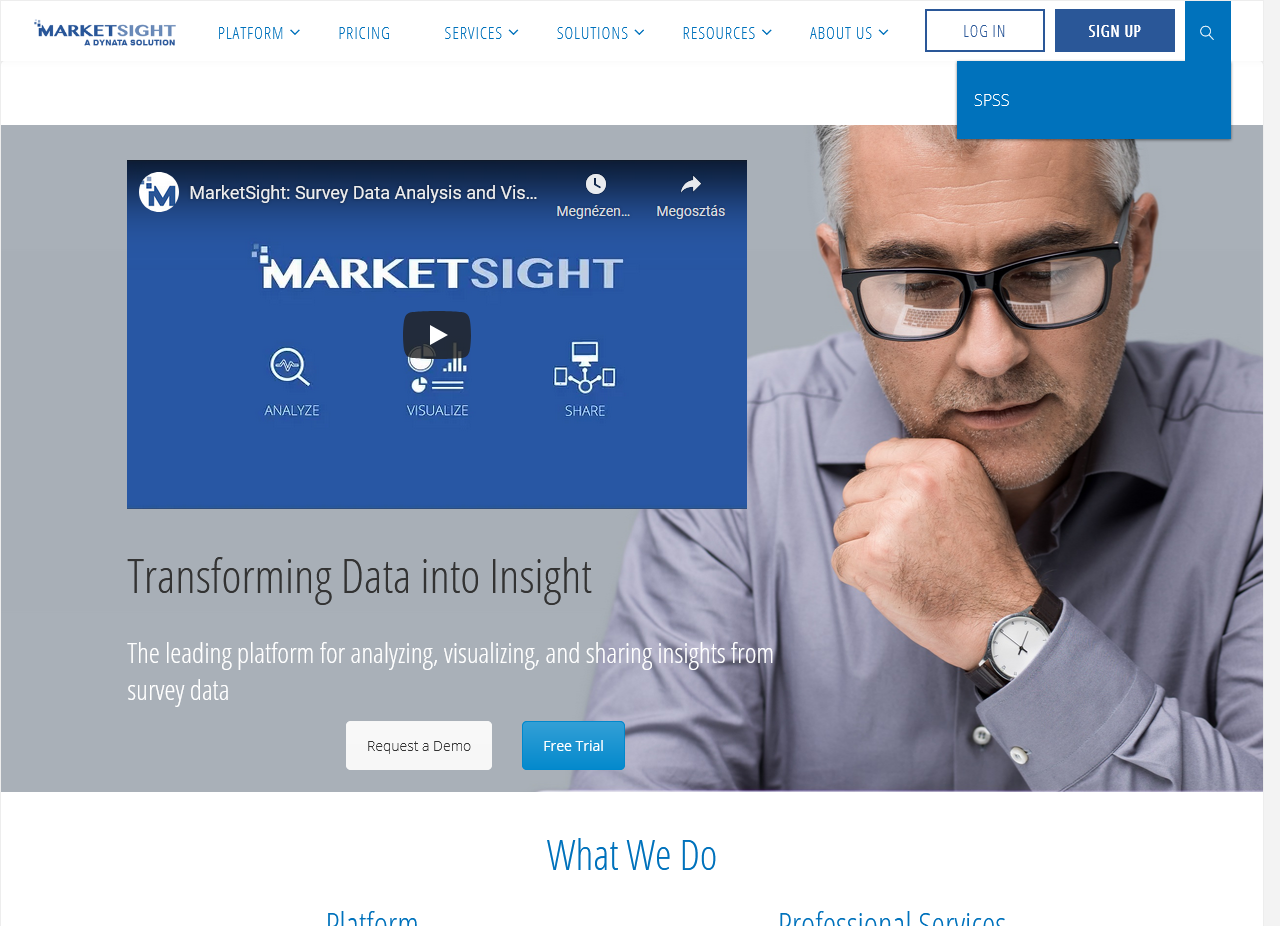 MARKETSIGHT
A DYNATA SOLUTION
PLATFORM
PRICING
SERVICES
SOLUTIONS
RESOURCES
ABOUT US
LOG IN
SIGN UP
SPSS
MarketSight: Survey Data Analysis and Vis...
Megnézen...
Megosztás
MARKETSIGHT
ANALYZE
VISUALIZE
SHARE
Transforming Data into Insight
The leading platform for analyzing, visualizing, and sharing insights from
survey data
Request a Demo
Free Trial
What We Do
Platform
Professional Services